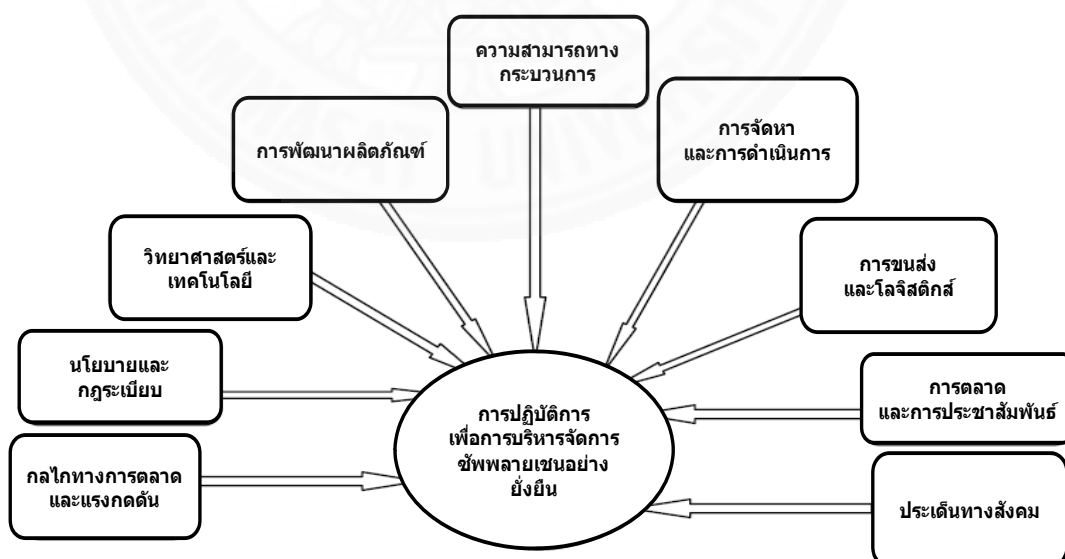 ความสามารถทาง
กระบวนการ
การจัดหา
และการดำเนินการ
การพัฒนาผลิตภัณฑ์
วิทยาศาสตร์และ
เทคโนโลยี
การขนส่ง
และโลจิสติกส์
นโยบายและ
กฎระเบียบ
การตลาด
และการประชาสัมพันธ์
การปฏิบัติการ
เพื่อการบริหารจัดการ
ซัพพลายเชนอย่าง
ยั่งยืน
กลไกทางการตลาด
และแรงกดดัน
ประเด็นทางสังคม